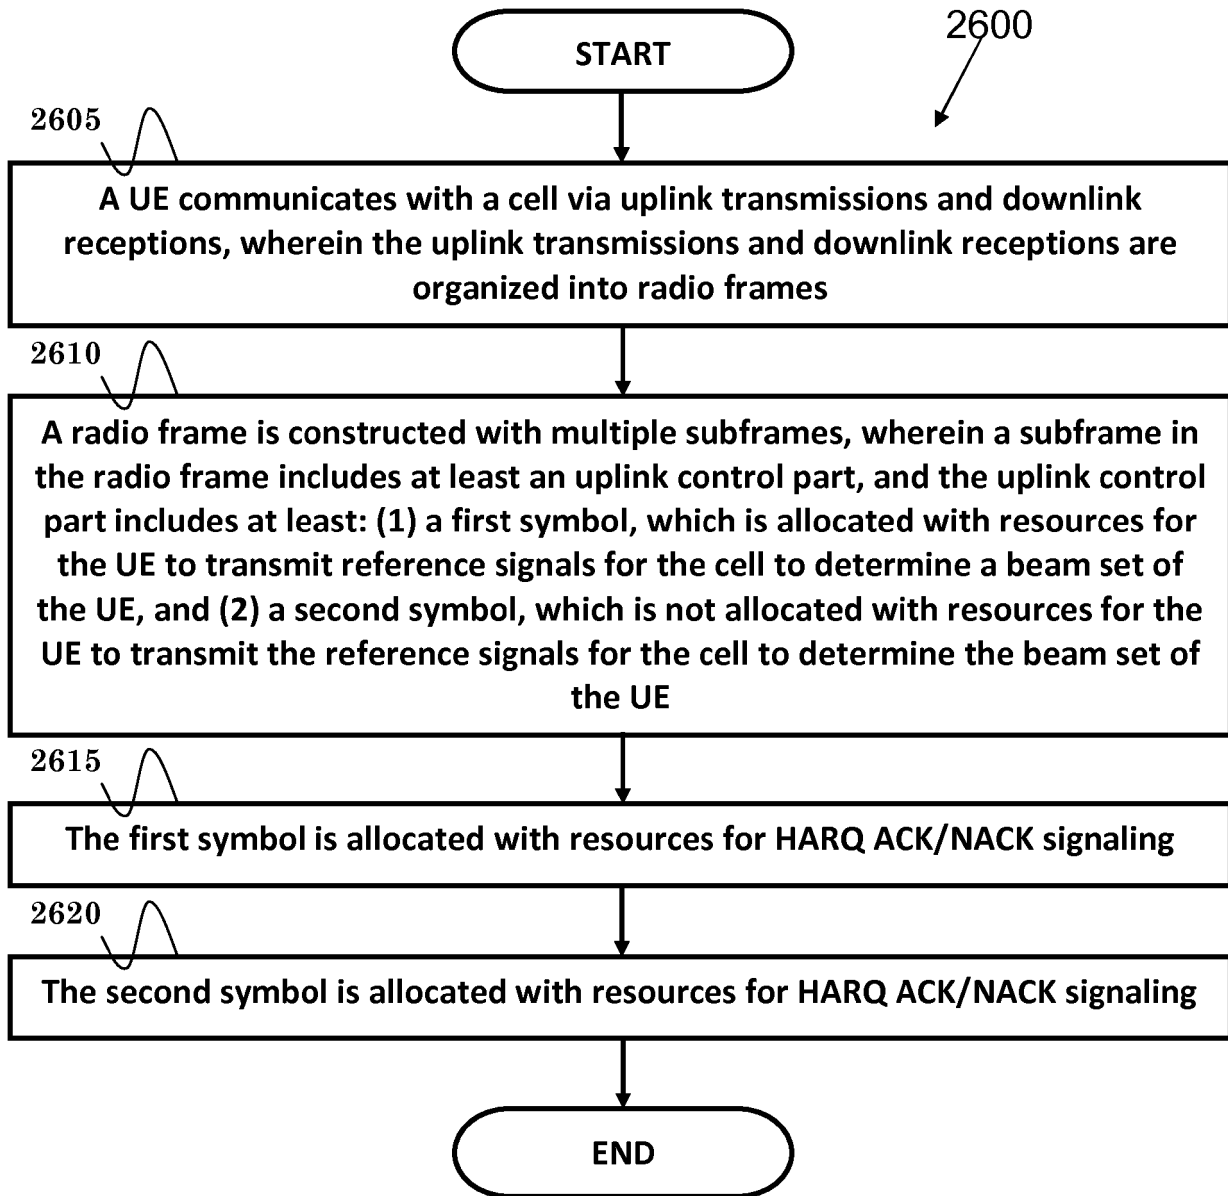 START
2600
2605
A UE communicates with a cell via uplink transmissions and downlink
receptions, wherein the uplink transmissions and downlink receptions are
organized into radio frames
2610
A radio frame is constructed with multiple subframes, wherein a subframe in
the radio frame includes at least an uplink control part, and the uplink control
part includes at least: (1) a first symbol, which is allocated with resources for
the UE to transmit reference signals for the cell to determine a beam set of
the UE, and (2) a second symbol, which is not allocated with resources for the
UE to transmit the reference signals for the cell to determine the beam set of
the UE
2615
The first symbol is allocated with resources for HARQ ACK/NACK signaling
2620
The second symbol is allocated with resources for HARQ ACK/NACK signaling
END